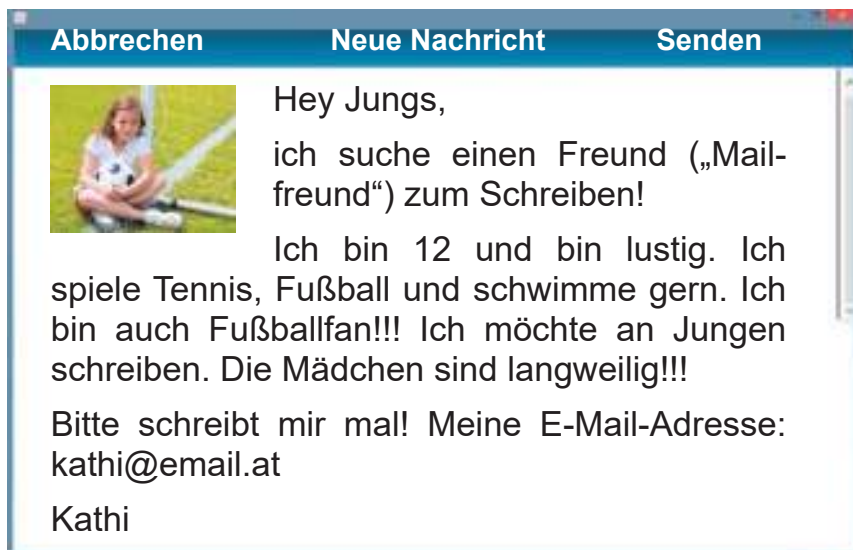 Abbrechen Neue Nachricht Senden
Hey Jungs,
ich suche einen Freund („Mail-
freund“) zum Schreiben!
Ich bin 12 und bin lustig. Ich
spiele Tennis, Fußball und schwimme gern. Ich
bin auch Fußballfan!!! Ich möchte an Jungen
schreiben. Die Mädchen sind langweilig!!!
Bitte schreibt mir mal! Meine E-Mail-Adresse:
kathi@email.at
Kathi